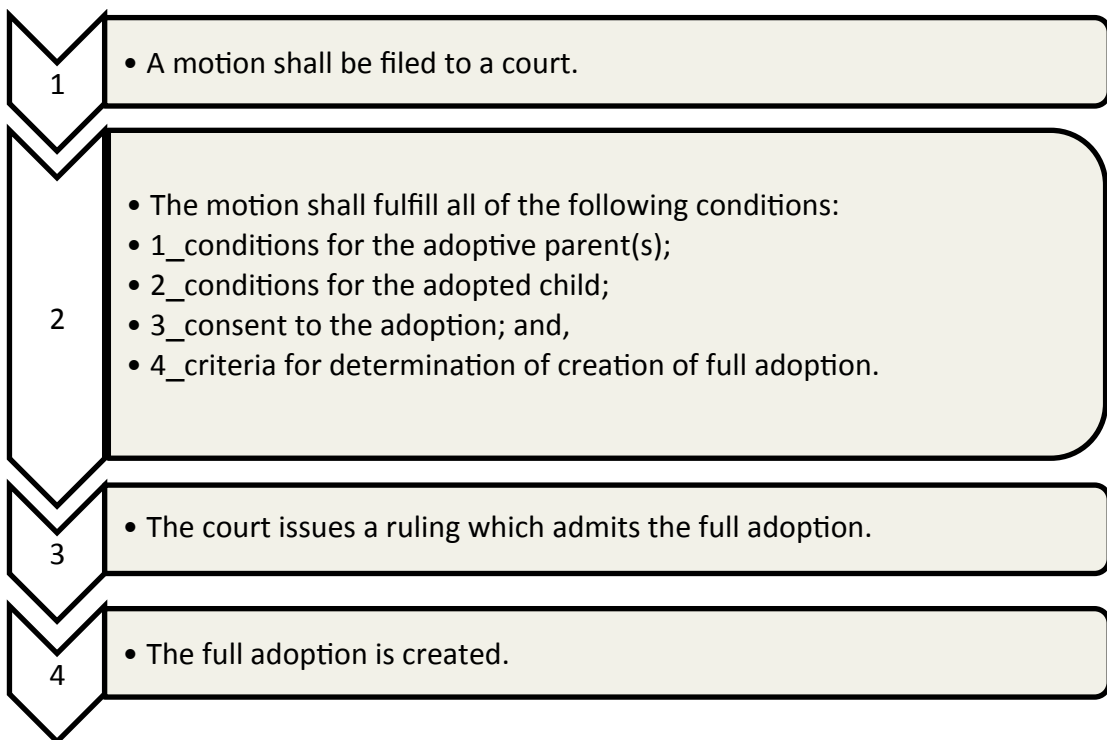 1
• A motion shall be filed to a court.
2
• The motion shall fulfill all of the following conditions:
• 1_conditions for the adoptive parent(s);
• 2_conditions for the adopted child;
• 3_consent to the adoption; and,
• 4_criteria for determination of creation of full adoption.
3
• The court issues a ruling which admits the full adoption.
4
• The full adoption is created.